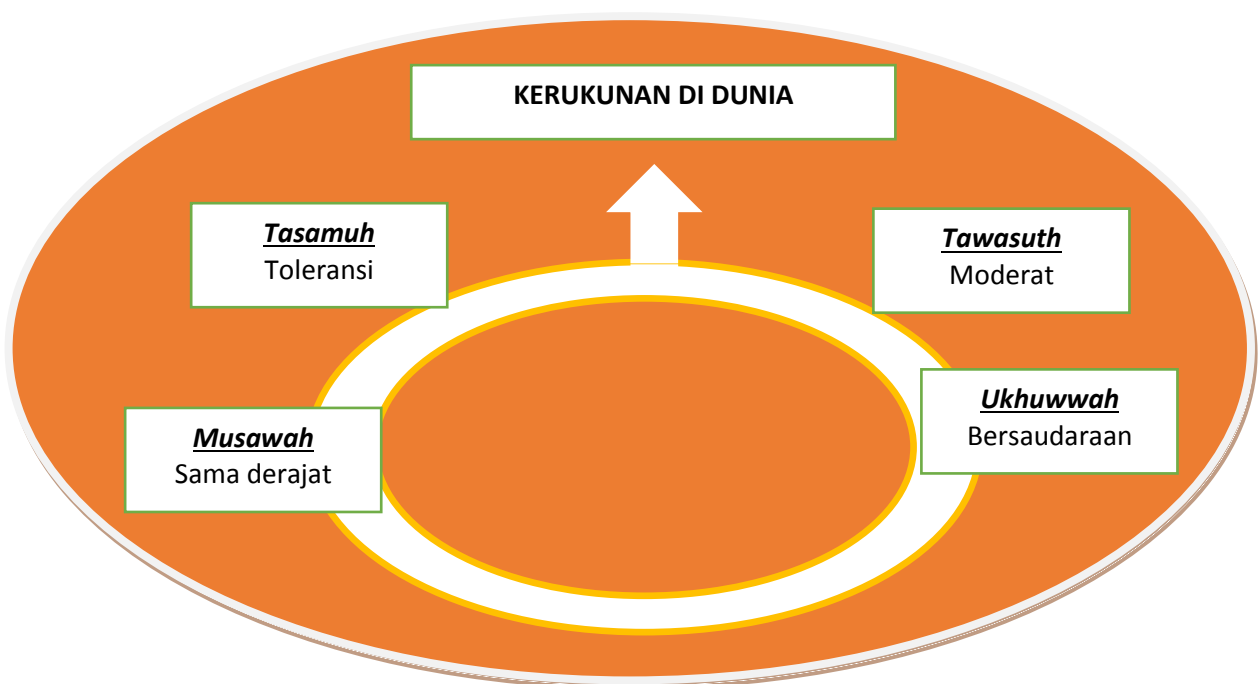 KERUKUNAN DI DUNIA
Tasamuh
Toleransi
Tawasuth
Moderat
Musawah
Sama derajat
Ukhuwwah
Bersaudaraan